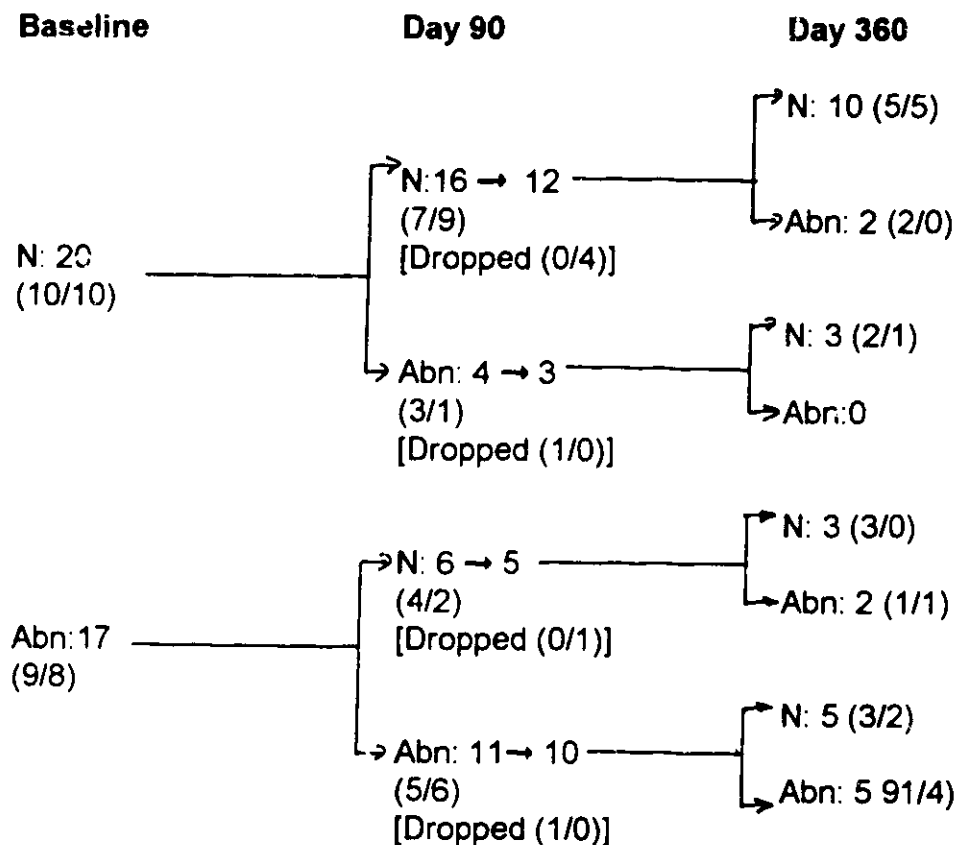 Baseline Day 90 Day 360
N: 10 (5/5)
N:16 → 12
(7/9)
[Dropped (0/4)]
Abn: 2 (2/0)
N: 20
(10/10)
N: 3 (2/1)
Abn: 4 → 3
(3/1)
[Dropped (1/0)]
Abn:0
N: 3 (3/0)
N: 6 → 5
(4/2)
[Dropped (0/1)]
Abn: 2 (1/1)
Abn:17
(9/8)
N: 5 (3/2)
Abn: 11 → 10
(5/6)
[Dropped (1/0)]
Abn: 5 91/4)